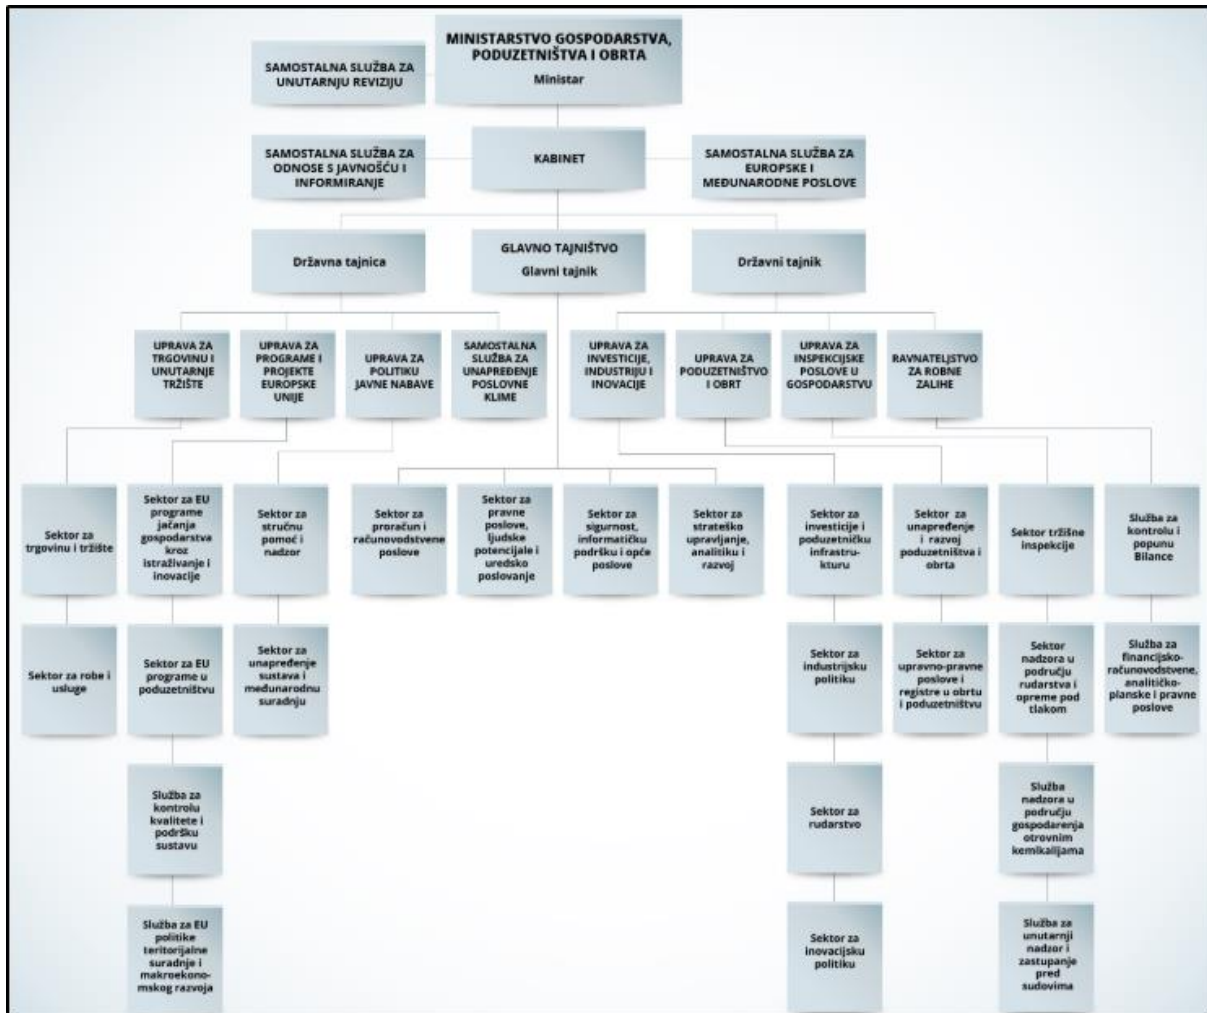 MINISTARSTVO GOSPODARSTVA,
PODUZETNIŠTVA I OBRTA
Ministar
SAMOSTALNA SLUŽBA ZA
UNUTARNJU REVIZIJU
SAMOSTALNA SLUŽBA ZA
ODNOSE S JAVNOŠĆU I
INFORMIRANJE
KABINET
SAMOSTALNA SLUŽBA ZA
EUROPSKE I
MEĐUNARODNE POSLOVE
Državna tajnica
GLAVNO TAJNIŠTVO
Glavni tajnik
Državni tajnik
UPRAVA ZA
TRGOVINU I
UNUTARNJE
TRŽIŠTE
UPRAVA ZA
PROGRAME I
PROJEKTE
EUROPSKE
UNIJE
UPRAVA ZA
POLITIKU
JAVNE NABAVE
SAMOSTALNA
SLUŽBA ZA
UNAPREĐENJE
POSLOVNE
KLIME
UPRAVA ZA
INVESTICIJE,
INDUSTRIJU I
INOVACIJE
UPRAVA ZA
PODUZETNIŠTVO
I OBRT
UPRAVA ZA
INSPEKCIJSKE
POSLOVE U
GOSPODARSTVU
RAVNATELJSTVO
ZA ROBNE
ZALIHE
Sektor za
trgovinu i tržište
Sektor za EU
programe
jačanja
gospodarstva
kroz
istraživanje i
inovacije
Sektor za
stručnu
pomoć i
nadzor
Sektor za
proračun i
računovodstvene
poslove
Sektor za
pravne
poslove,
ljudske
potencijale i
uredsko
poslovanje
Sektor za
sigurnost,
informatičku
podršku i opće
poslove
Sektor za
strateško
upravljanje,
analitiku i
razvoj
Sektor za
investicije i
poduzetničku
infrastru-
kturu
Sektor za
unapređenje
i razvoj
poduzetništva i
obrta
Sektor tržišne
inspekcije
Služba za
kontrolu i
popunu
Bilance
Sektor za robe i
usluge
Sektor za EU
programe u
poduzetništvu
Sektor za
unapređenje
sustava i
međunarodnu
suradnju
Sektor za
industrijsku
politiku
Sektor za
upravno-pravne
poslove i
registre u obrtu
i poduzetništvu
Sektor
nadzora u
području
rudarstva i
opreme pod
tlakom
Služba za
financijsko-
računovodstvene,
analitičko-
planske i pravne
poslove
Služba za
kontrolu
kvalitete i
podršku
sustavu
Sektor za
rudarstvo
Služba
nadzora u
području
gospodarenja
otrovnim
kemikalijama
Služba za EU
politike
teritorijalne
suradnje i
makroekono-
mskog razvoja
Sektor za
inovacijsku
politiku
Služba za
unutarnji
nadzor i
zastupanje
pred
sudovima